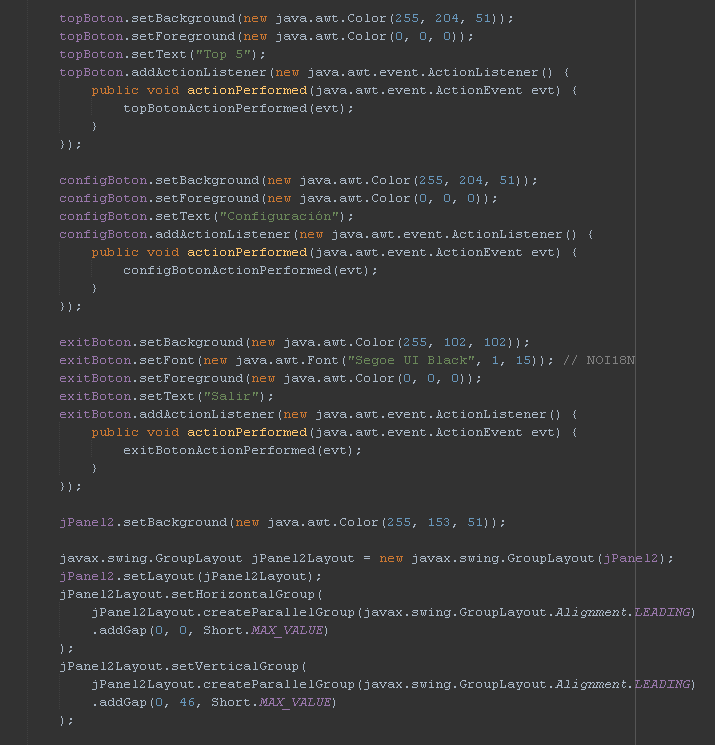 topBoton.setBackground(new java.awt.Color(255, 204, 51));
topBoton.setForeground(new java.awt.Color(0, 0, 0));
topBoton.setText("Top 5");
topBoton.addActionListener(new java.awt.event.ActionListener() {
    public void actionPerformed(java.awt.event.ActionEvent evt) {
        topBotonActionPerformed(evt);
    }
});

configBoton.setBackground(new java.awt.Color(255, 204, 51));
configBoton.setForeground(new java.awt.Color(0, 0, 0));
configBoton.setText("Configuración");
configBoton.addActionListener(new java.awt.event.ActionListener() {
    public void actionPerformed(java.awt.event.ActionEvent evt) {
        configBotonActionPerformed(evt);
    }
});

exitBoton.setBackground(new java.awt.Color(255, 102, 102));
exitBoton.setFont(new java.awt.Font("Segoe UI Black", 1, 15)); // NOI18N
exitBoton.setForeground(new java.awt.Color(0, 0, 0));
exitBoton.setText("Salir");
exitBoton.addActionListener(new java.awt.event.ActionListener() {
    public void actionPerformed(java.awt.event.ActionEvent evt) {
        exitBotonActionPerformed(evt);
    }
});

jPanel2.setBackground(new java.awt.Color(255, 153, 51));

javax.swing.GroupLayout jPanel2Layout = new javax.swing.GroupLayout(jPanel2);
jPanel2.setLayout(jPanel2Layout);
jPanel2Layout.setHorizontalGroup(
    jPanel2Layout.createParallelGroup(javax.swing.GroupLayout.Alignment.LEADING)
    .addGap(0, 0, Short.MAX_VALUE)
);
jPanel2Layout.setVerticalGroup(
    jPanel2Layout.createParallelGroup(javax.swing.GroupLayout.Alignment.LEADING)
    .addGap(0, 46, Short.MAX_VALUE)
);